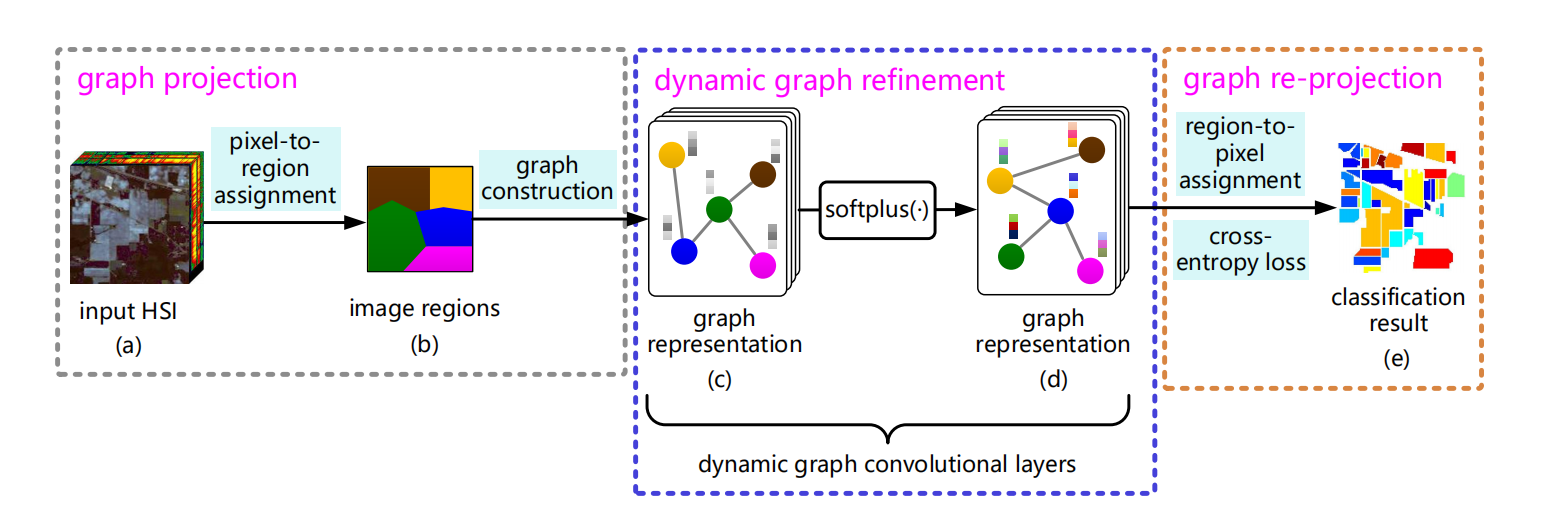 graph projection
pixel-to-
region
assignment
graph
construction
input HSI
(a)
image regions
(b)
dynamic graph refinement
softplus(·)
graph
representation
(c)
graph
representation
(d)
dynamic graph convolutional layers
graph re-projection
region-to-
pixel
assignment
cross-
entropy loss
classification
result
(e)